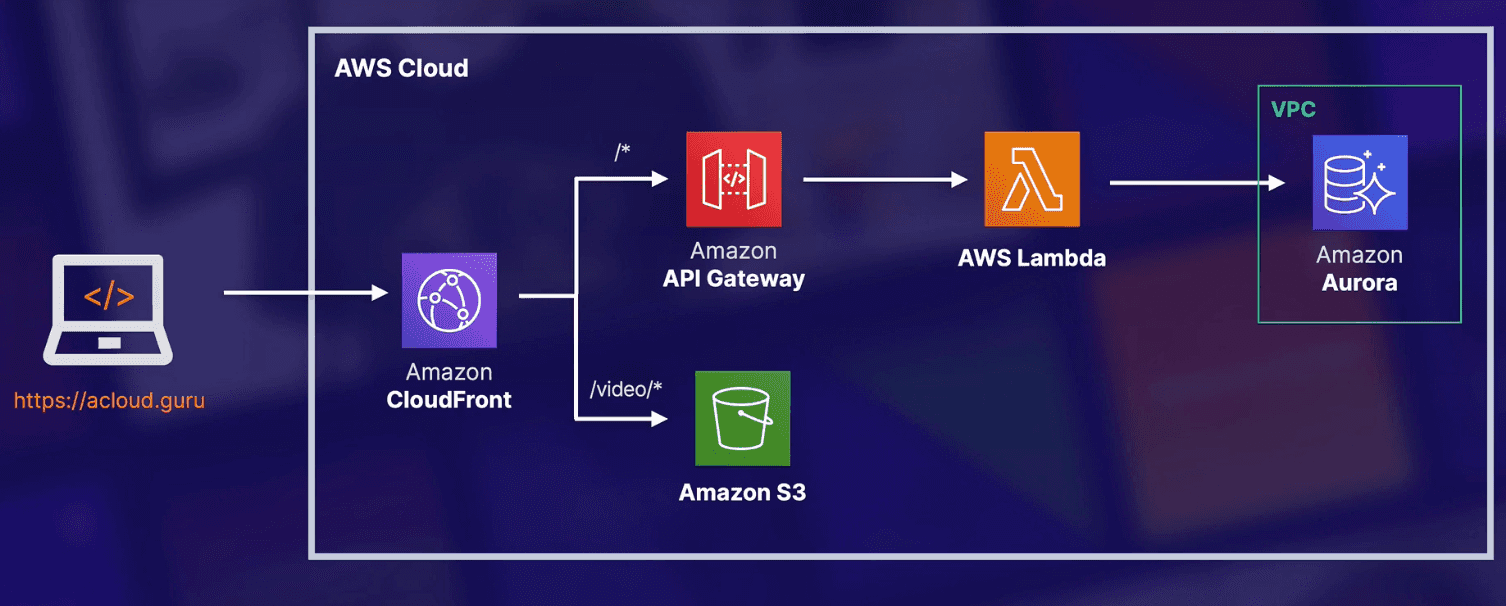 AWS Cloud
VPC
/*
</>
Amazon
API Gateway
AWS Lambda
Amazon
Aurora
</>
https://acloud.guru
Amazon
CloudFront
/video/*
Amazon S3